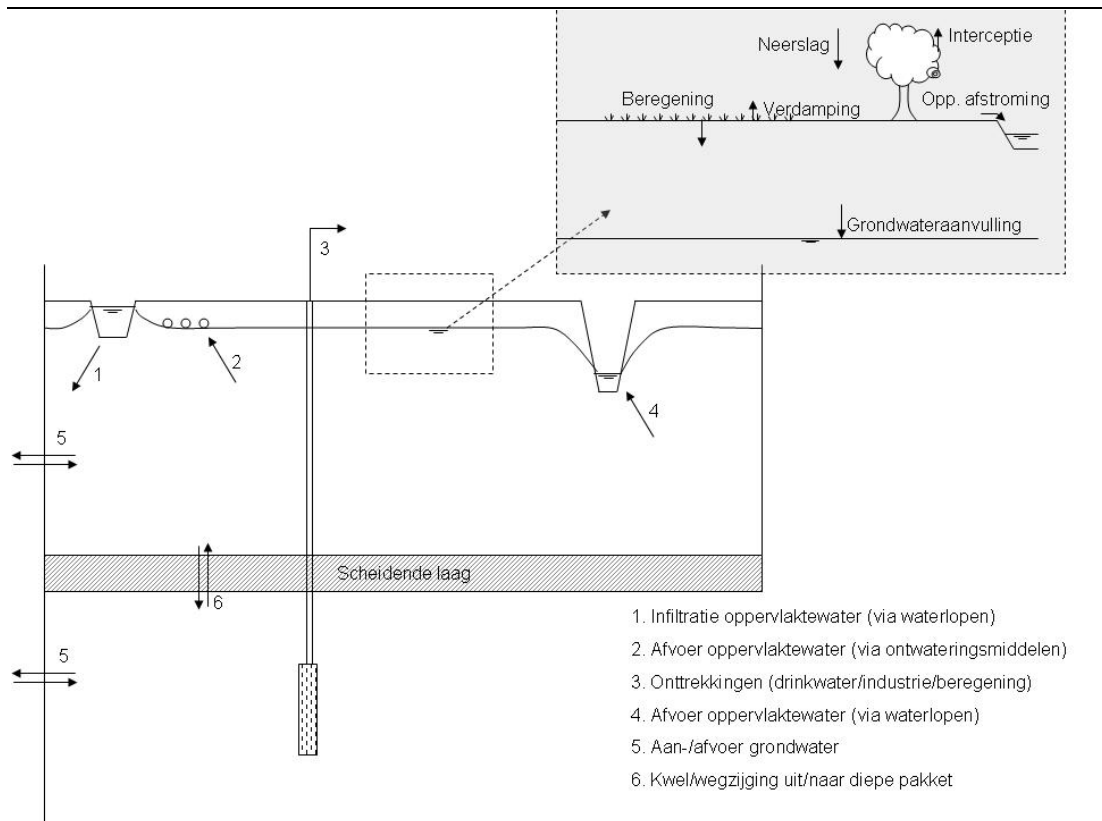 Neerslag
Interceptie
Beregening
Verdamping
Opp. afstroming
Grondwateraanvulling
3
1
2
4
5
Scheidende laag
6
5
1. Infiltratie oppervlaktewater (via waterlopen)
2. Afvoer oppervlaktewater (via ontwateringsmiddelen)
3. Onttrekkingen (drinkwater/industrie/beregening)
4. Afvoer oppervlaktewater (via waterlopen)
5. Aan-/afvoer grondwater
6. Kwel/wegzijging uit/naar diepe pakket